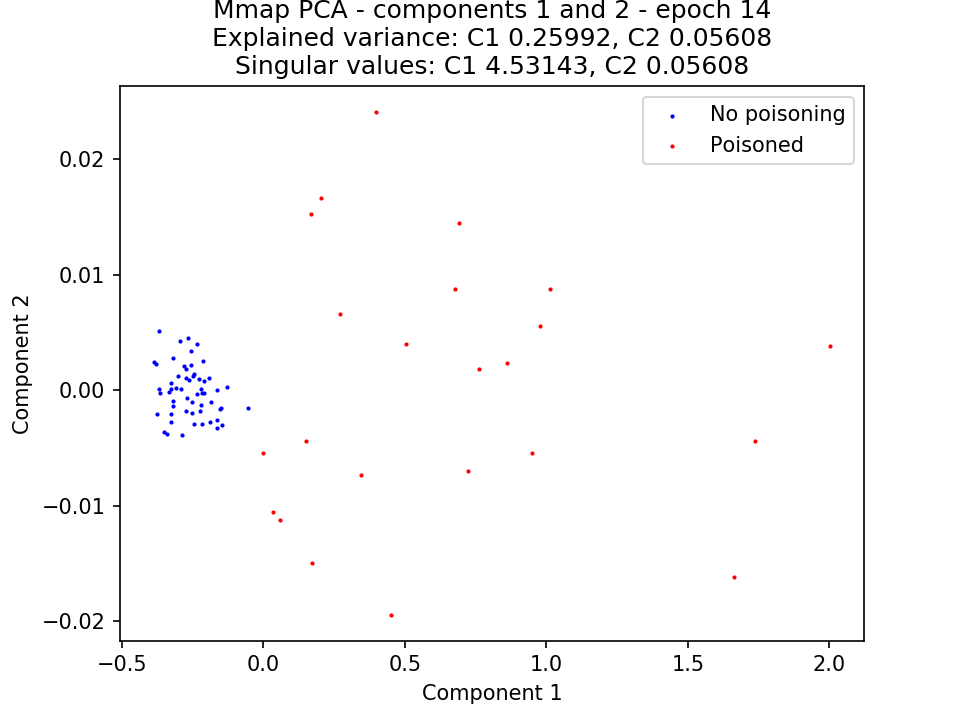 Mmap PCA - components 1 and 2 - epoch 14
Explained variance: C1 0.25992, C2 0.05608
Singular values: C1 4.53143, C2 0.05608
No poisoning
Poisoned
0.02
0.01
0.00
−0.01
−0.02
Component 2
−0.5
0.0
0.5
1.0
1.5
2.0
Component 1